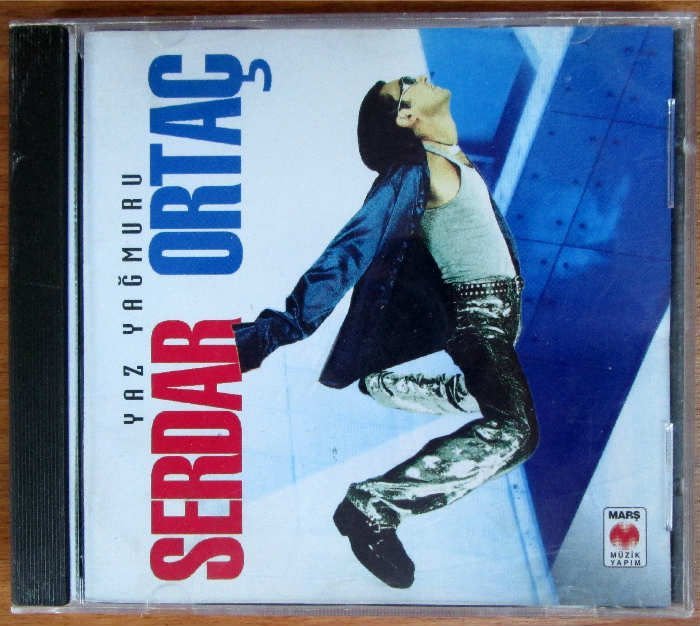 YAZ YAĞMURU
SERDAR ORTAÇ
MARŞ
MÜZİK
YAPIM